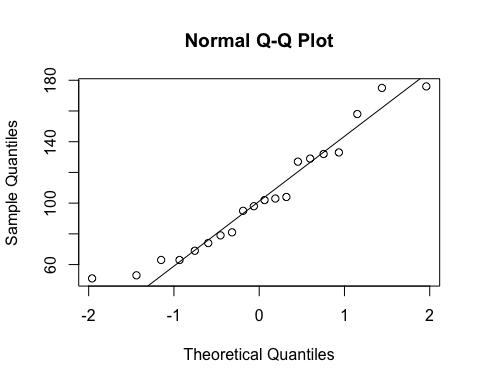 Normal Q-Q Plot
Sample Quantiles
180
140
100
60
-2 -1 0 1 2
Theoretical Quantiles